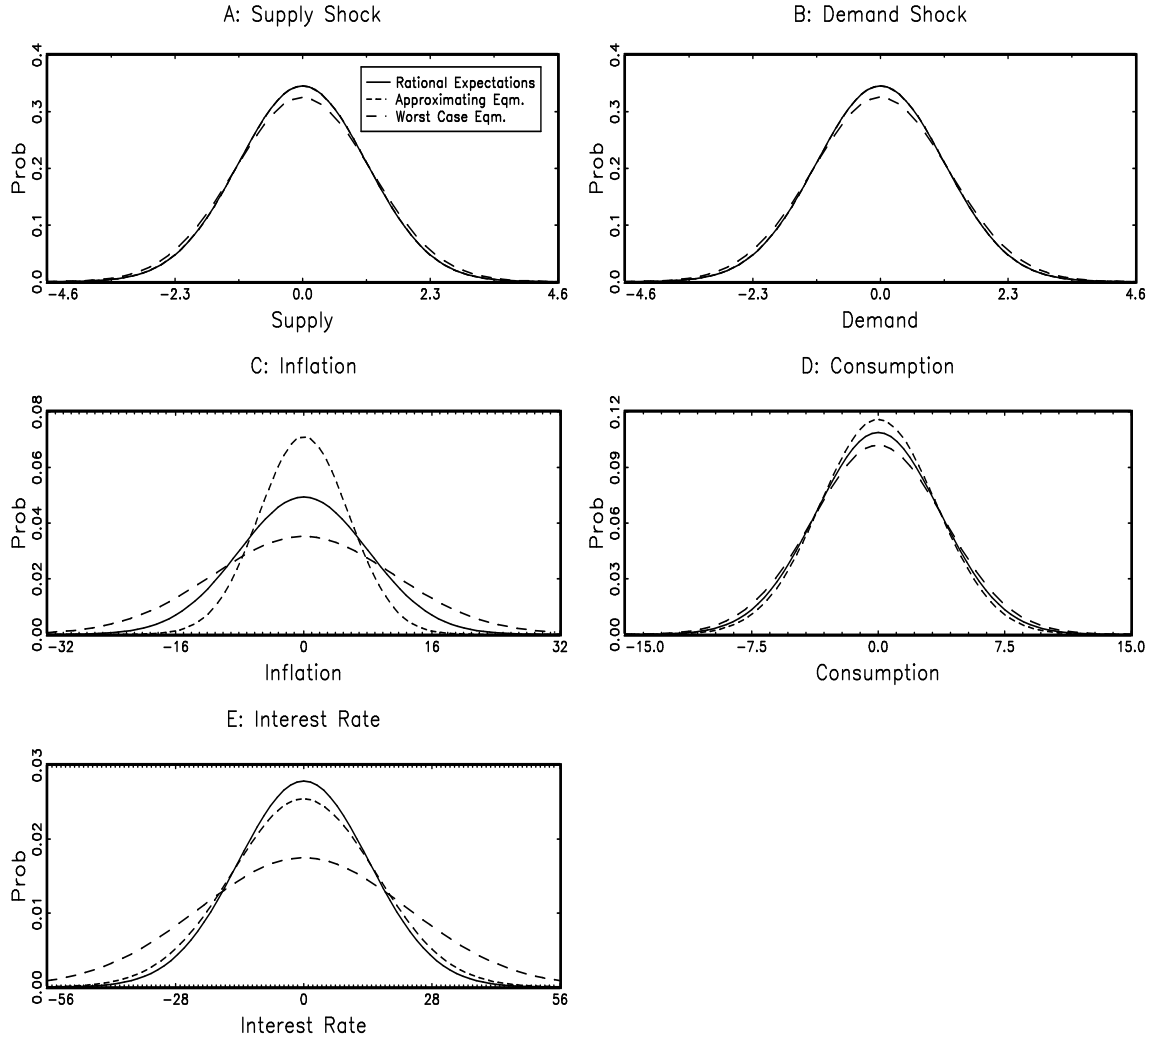 A: Supply Shock
Prob
0.0 0.1 0.2 0.3 0.4
Rational Expectations
Approximating Eqm.
Worst Case Eqm.
-4.6 -2.3 0.0 2.3 4.6
Supply
B: Demand Shock
Prob
0.0 0.1 0.2 0.3 0.4
-4.6 -2.3 0.0 2.3 4.6
Demand
C: Inflation
Prob
0.00 0.02 0.04 0.06 0.08
-32 -16 0 16 32
Inflation
D: Consumption
Prob
0.00 0.03 0.06 0.09 0.12
-15.0 -7.5 0.0 7.5 15.0
Consumption
E: Interest Rate
Prob
0.00 0.01 0.02 0.03
-56 -28 0 28 56
Interest Rate